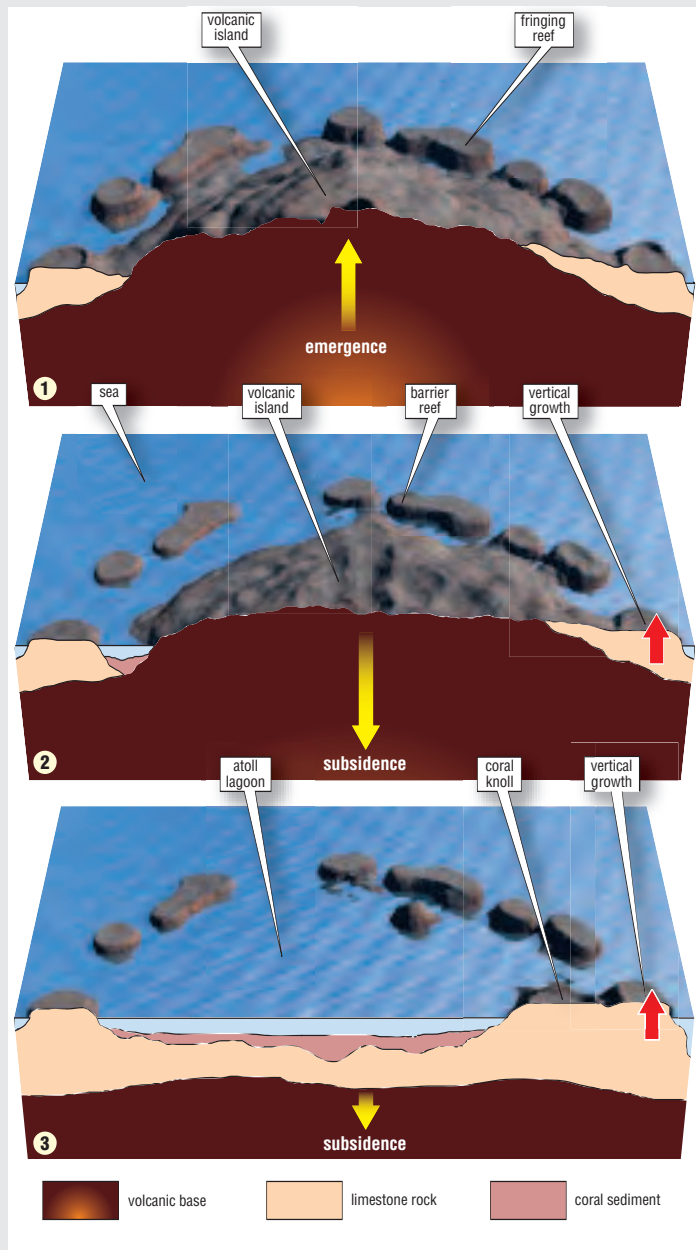 volcanic
island
fringing
reef
emergence
1
sea
volcanic
island
barrier
reef
vertical
growth
subsidence
2
atoll
lagoon
coral
knoll
vertical
growth
subsidence
3
volcanic base
limestone rock
coral sediment